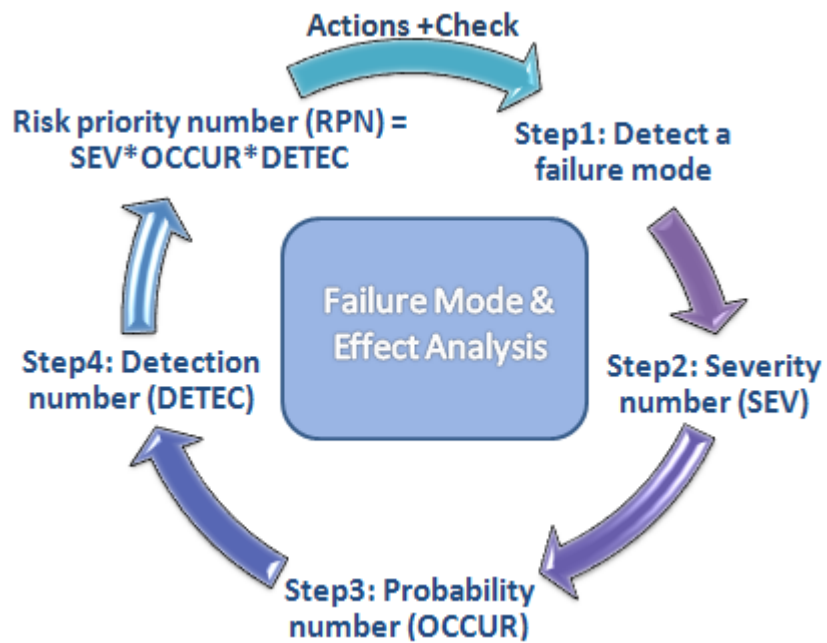 Actions +Check
Step1: Detect a
failure mode
Step2: Severity
number (SEV)
Step3: Probability
number (OCCUR)
Step4: Detection
number (DETEC)
Risk priority number (RPN) =
SEV*OCCUR*DETEC
Failure Mode &
Effect Analysis